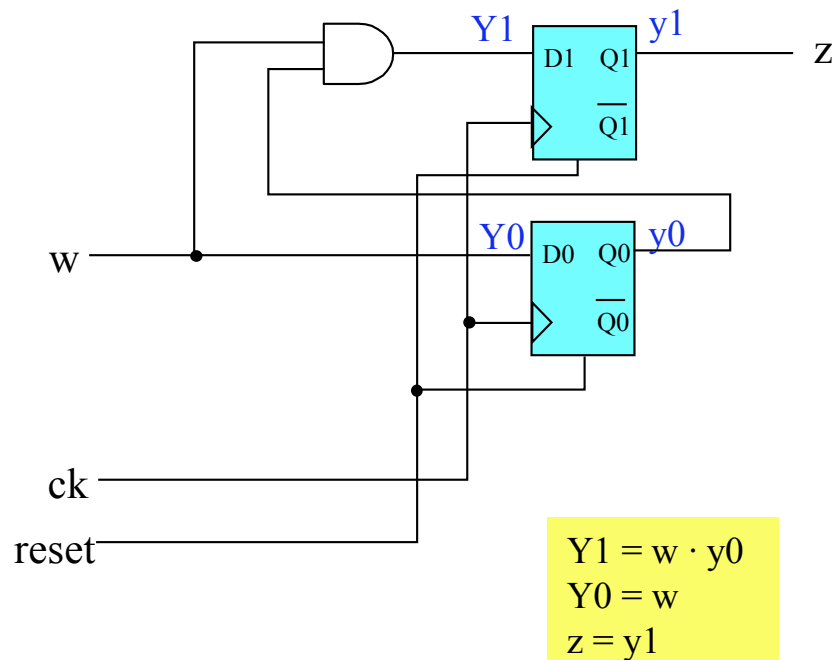 Y1
y1
D1 Q1
z
Q1
Y0
y0
w
D0 Q0
Q0
ck
reset
Y1 = w · y0
Y0 = w
z = y1